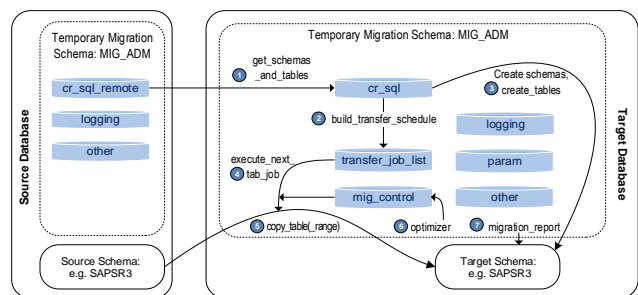 Source Database
Temporary Migration
Schema: MIG_ADM
cr_sql_remote
logging
other
Source Schema:
e.g. SAPSR3
Temporary Migration Schema: MIG_ADM
1 get_schemas
_and_tables
cr_sql
2 build_transfer_schedule
3 Create schemas,
create_tables
transfer_job_list
4 execute_next_
tab_job
mig_control
5 copy_table(_range)
6 optimizer
logging
param
other
7 migration_report
Target Schema:
e.g. SAPSR3
Target Database